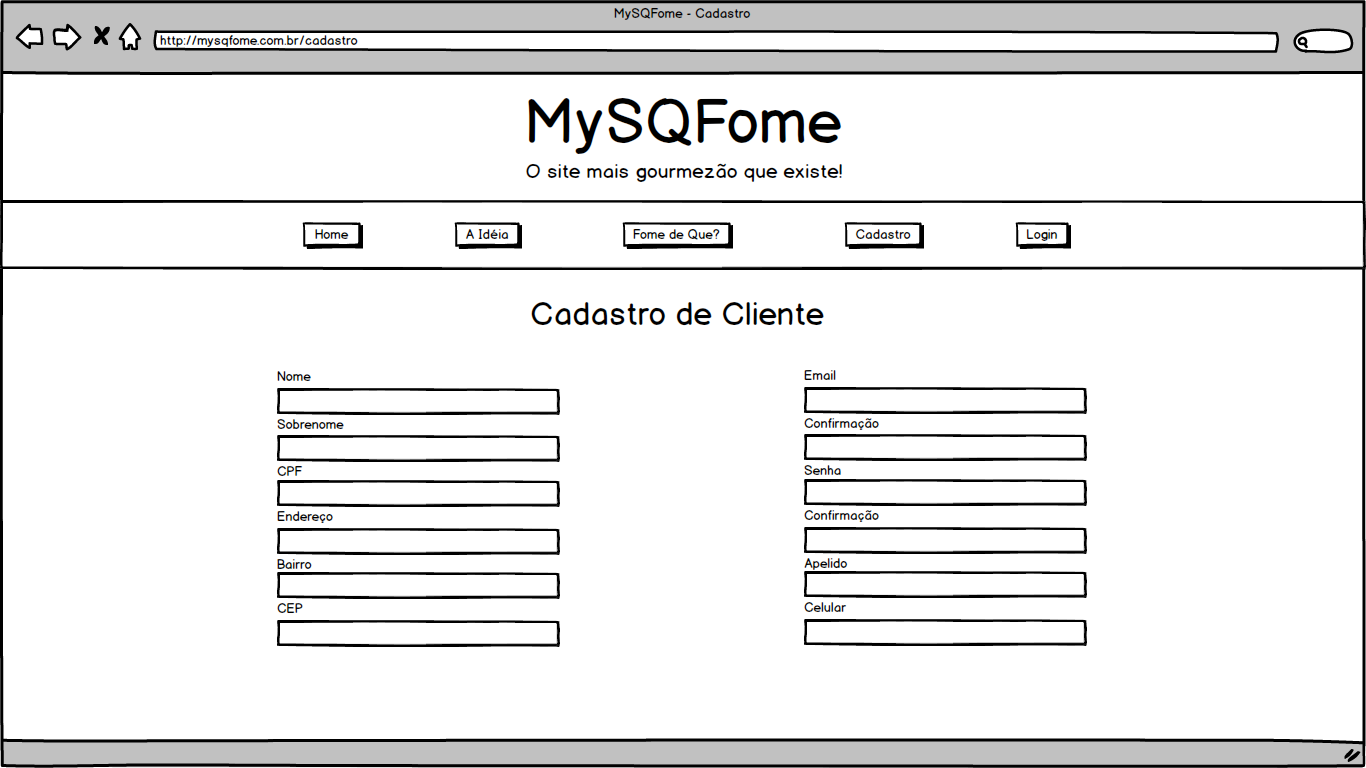 MySQFome - Cadastro
http://mysqfome.com.br/cadastro
MySQFome
O site mais gourmezão que existe!
Home A Idéia Fome de Que? Cadastro Login
Cadastro de Cliente
Nome
Sobrenome
CPF
Endereço
Bairro
CEP
Email
Confirmação
Senha
Confirmação
Apelido
Celular